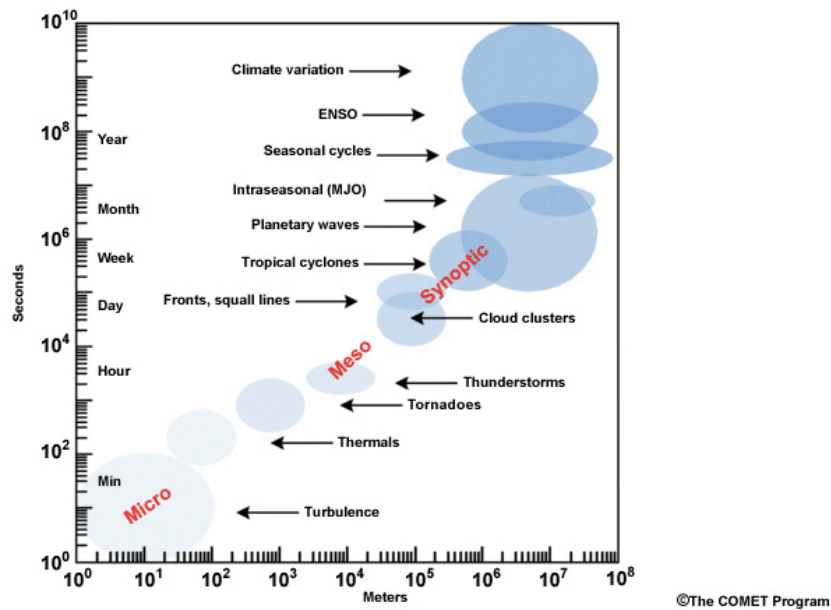 10^10
Climate variation
ENSO
10^8
Year
Seasonal cycles
Intraseasonal (MJO)
Month
Planetary waves
10^6
Week
Tropical cyclones
Synoptic
Seconds
Day
Fronts, squall lines
Cloud clusters
10^4
Meso
Hour
Thunderstorms
Tornadoes
Thermals
10^2
Min
Micro
Turbulence
10^0
10^0 10^1 10^2 10^3 10^4 10^5 10^6 10^7 10^8
Meters
©The COMET Program